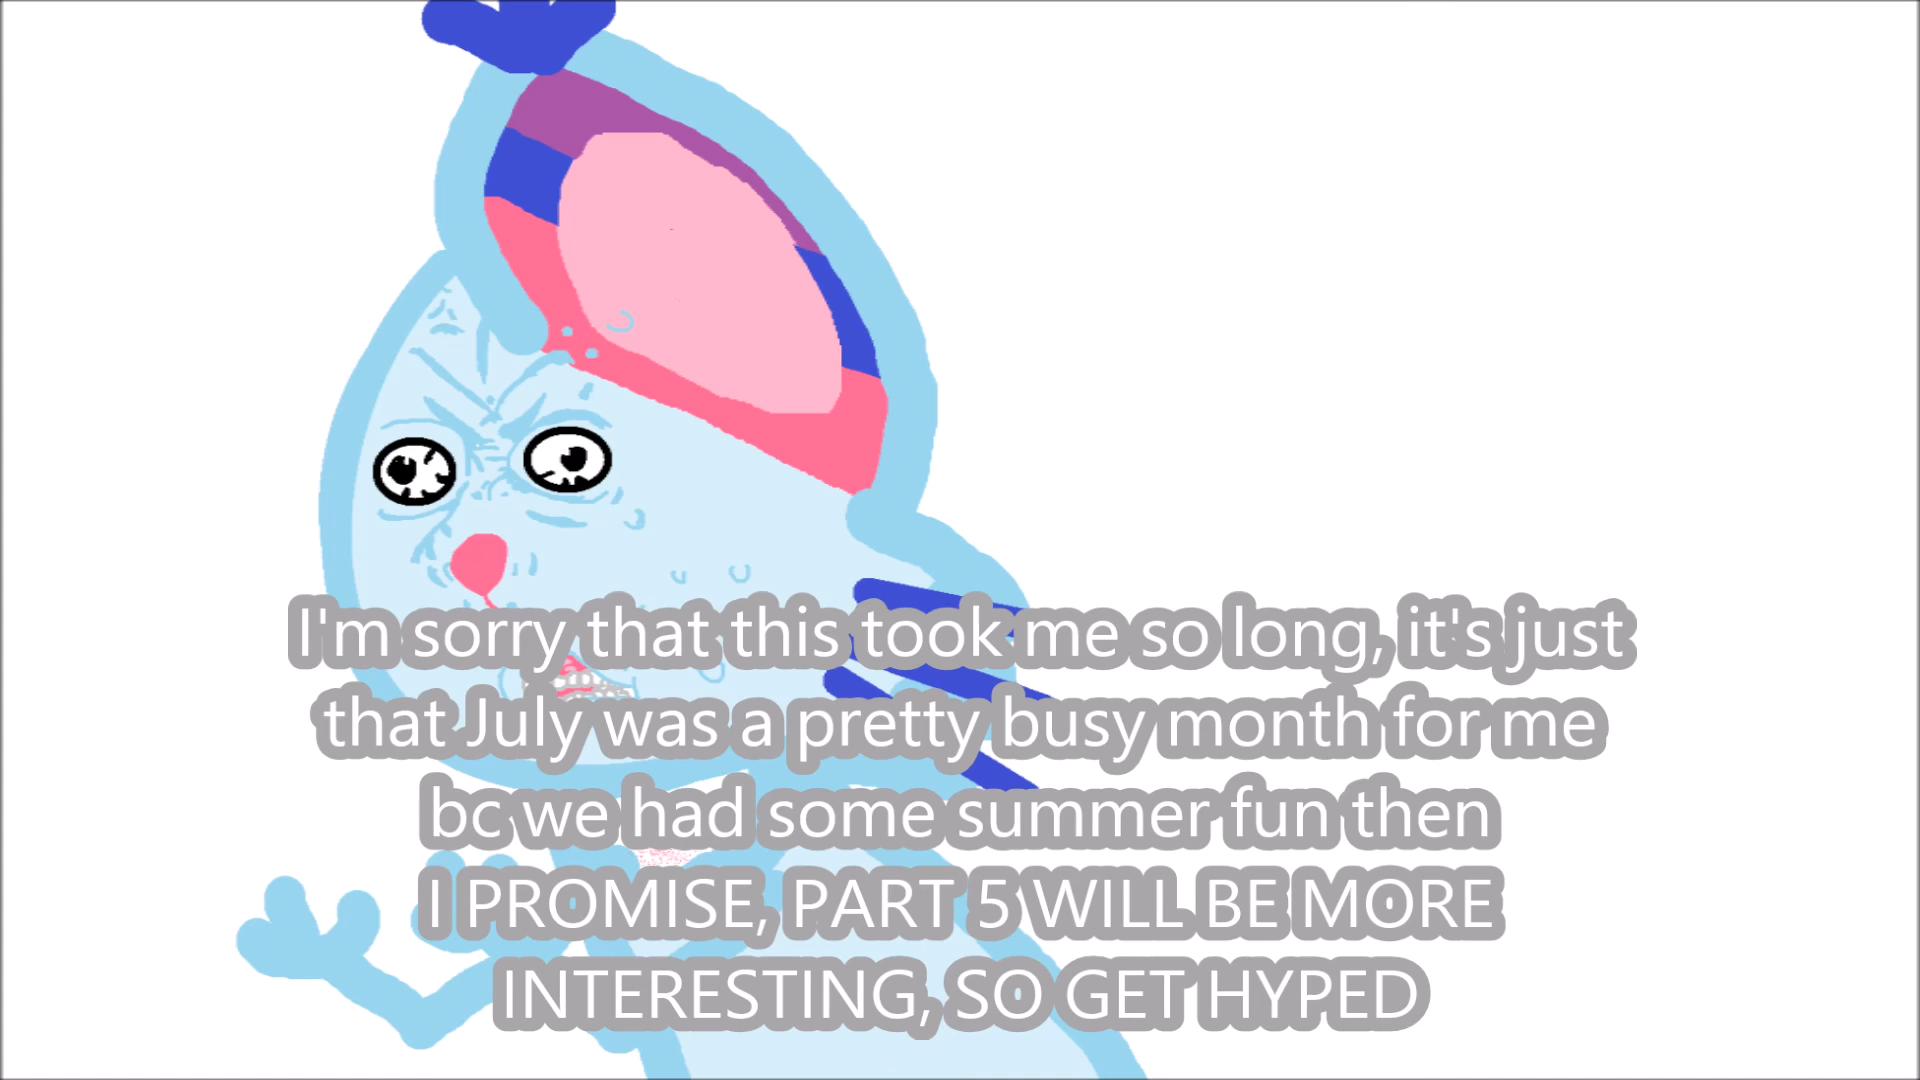 I'm sorry that this took me so long, it's just
that July was a pretty busy month for me
bc we had some summer fun then
I PROMISE, PART 5 WILL BE MORE
INTERESTING, SO GET HYPED